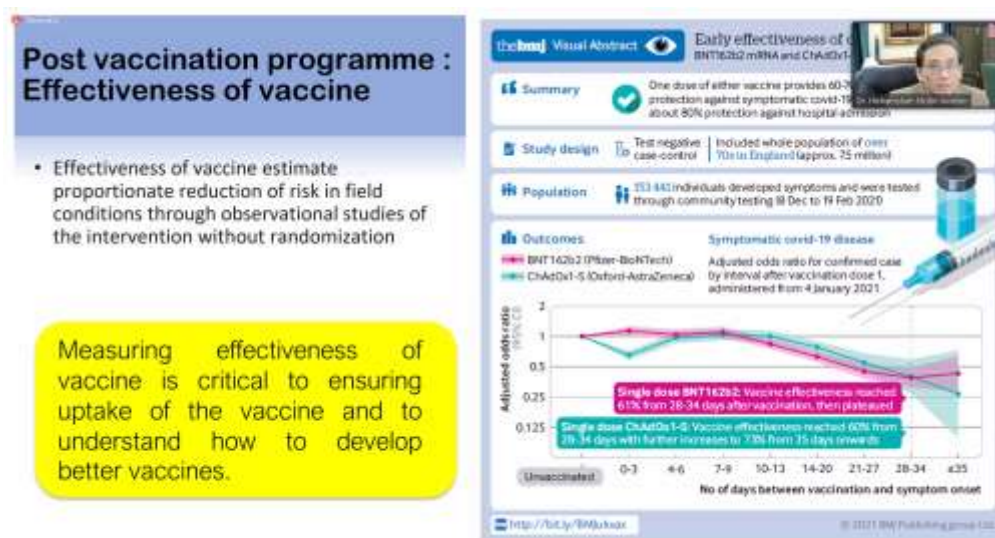 Post vaccination programme :
Effectiveness of vaccine
• Effectiveness of vaccine estimate
proportionate reduction of risk in field
conditions through observational studies of
the intervention without randomization
Measuring effectiveness of
vaccine is critical to ensuring
uptake of the vaccine and to
understand how to develop
better vaccines.
thebmj Visual Abstract
Early effectiveness of
BNT162b2 mRNA and ChAdOx1-
Summary
One dose of either vaccine provides 60-
protection against symptomatic covid-19
about 80% protection against hospital admission
Study design
Test negative
case-control
Included whole population of over
70s in England (approx. 7.5 million)
Population
individuals developed symptoms and were tested
through community testing 18 Dec to 19 Feb 2020
Outcomes
BNT162b2 (Pfizer-BioNTech)
ChAdOx1-S (Oxford-AstraZeneca)
Symptomatic covid-19 disease
Adjusted odds ratio for confirmed case
by interval after vaccination dose 1,
administered from 4 January 2021
Adjusted odds ratio
(95% CI)
2
1
0.5
0.25
0.125
Single dose BNT162b2: Vaccine effectiveness reached
61% from 28-34 days after vaccination, then plateaued
Single dose ChAdOx1-S: Vaccine effectiveness reached 60% from
28-34 days with further increases to 73% from 35 days onwards
Unvaccinated
0-3
4-6
7-9
10-13
14-20
21-27
28-34
≥35
No of days between vaccination and symptom onset
© 2021 BMJ Publishing group Ltd